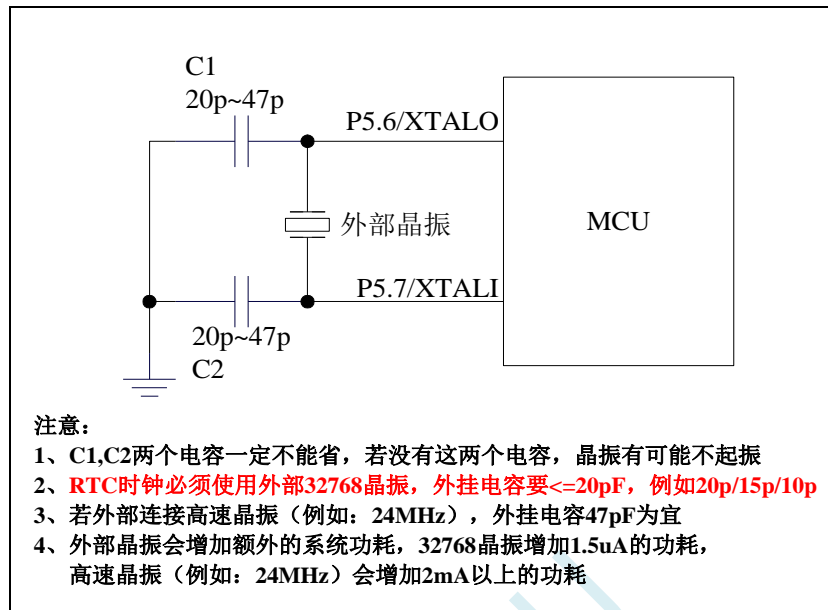 C1
20p~47p
P5.6/XTALO
外部晶振
MCU
P5.7/XTALI
20p~47p
C2
注意：
1、C1,C2两个电容一定不能省，若没有这两个电容，晶振有可能不起振
2、RTC时钟必须使用外部32768晶振，外挂电容要<=20pF，例如20p/15p/10p
3、若外部连接高速晶振（例如：24MHz），外挂电容47pF为宜
4、外部晶振会增加额外的系统功耗，32768晶振增加1.5uA的功耗，
高速晶振（例如：24MHz）会增加2mA以上的功耗